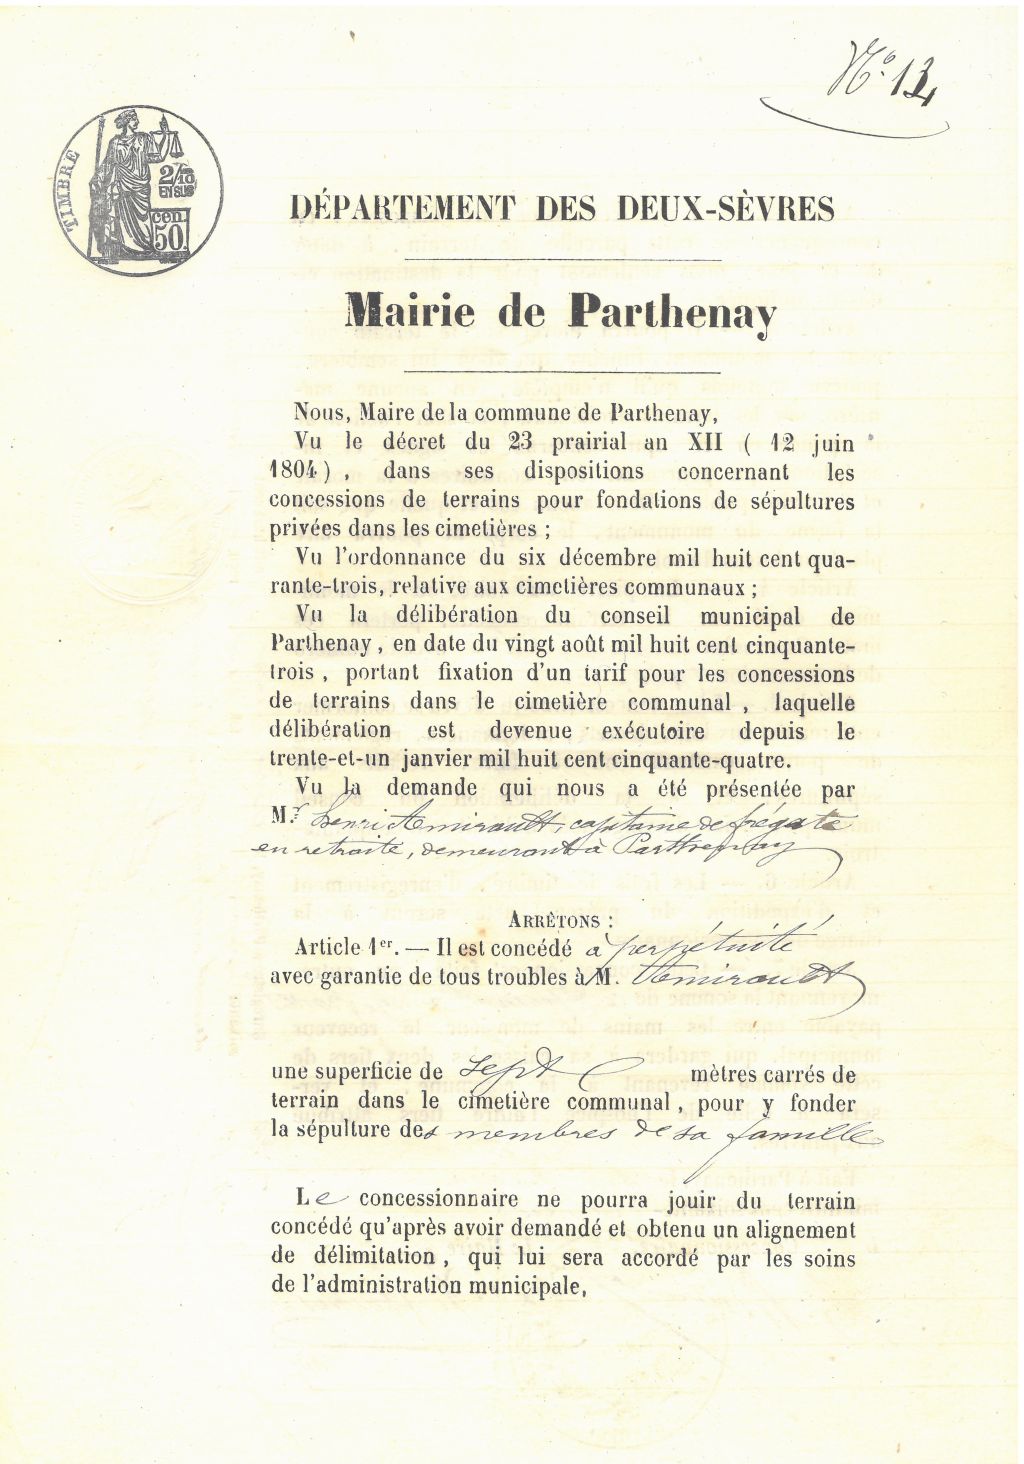 N° 134
TIMBRE
2/10
EN SUS
cen.
50.
DÉPARTEMENT DES DEUX-SÈVRES
Mairie de Parthenay
Nous, Maire de la commune de Parthenay,
Vu le décret du 23 prairial an XII ( 12 juin
1804 ) , dans ses dispositions concernant les
concessions de terrains pour fondations de sépultures
privées dans les cimetières ;
Vu l'ordonnance du six décembre mil huit cent qua-
rante-trois, relative aux cimetières communaux ;
Vu la délibération du conseil municipal de
Parthenay , en date du vingt août mil huit cent cinquante-
trois , portant fixation d'un tarif pour les concessions
de terrains dans le cimetière communal , laquelle
délibération est devenue exécutoire depuis le
trente-et-un janvier mil huit cent cinquante-quatre.
Vu la demande qui nous a été présentée par
M.r Henri Amirault, capitaine de frégate
en retraite, demeurant à Parthenay
ARRÊTONS :
Article 1er. — Il est concédé à perpétuité
avec garantie de tous troubles à M. Amirault
une superficie de sept mètres carrés de
terrain dans le cimetière communal , pour y fonder
la sépulture des membres de sa famille
Le concessionnaire ne pourra jouir du terrain
concédé qu'après avoir demandé et obtenu un alignement
de délimitation , qui lui sera accordé par les soins
de l'administration municipale,